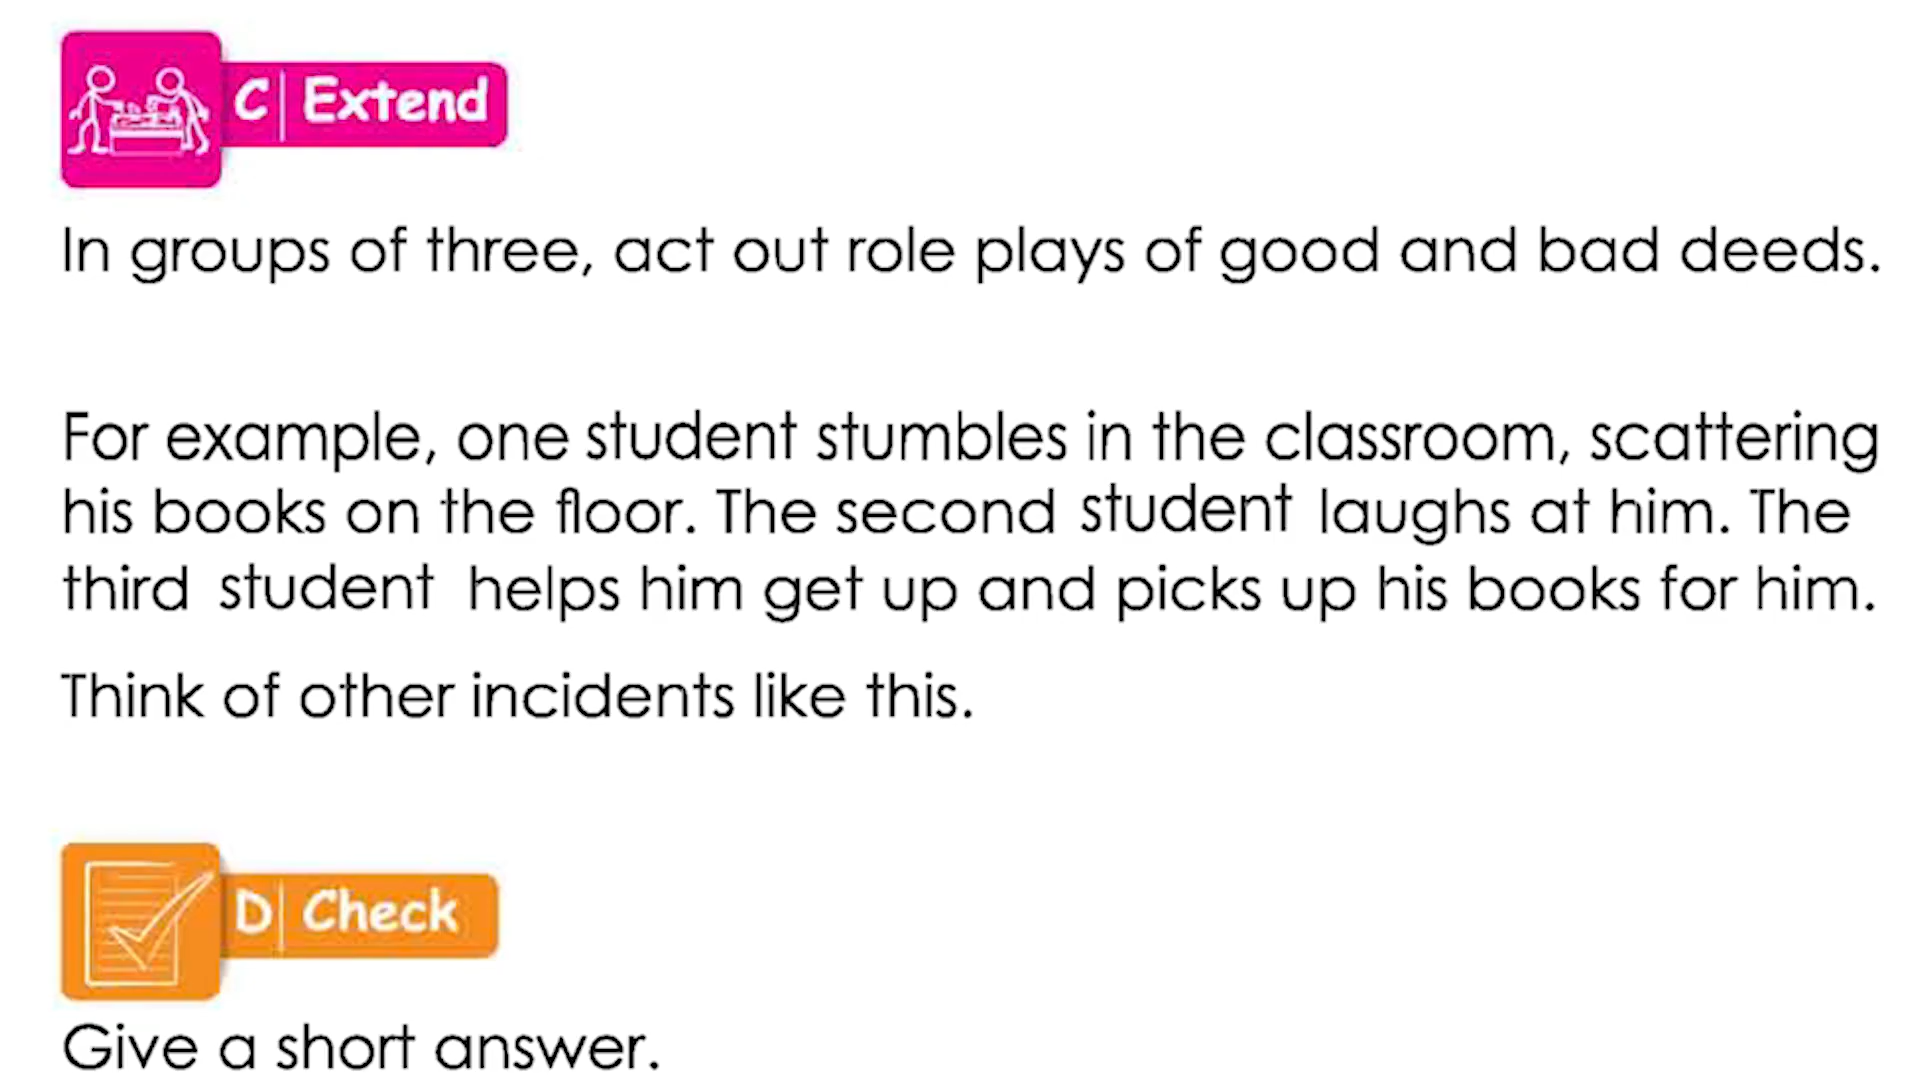 C Extend
In groups of three, act out role plays of good and bad deeds.
For example, one student stumbles in the classroom, scattering
his books on the floor. The second student laughs at him. The
third student helps him get up and picks up his books for him.
Think of other incidents like this.
D Check
Give a short answer.